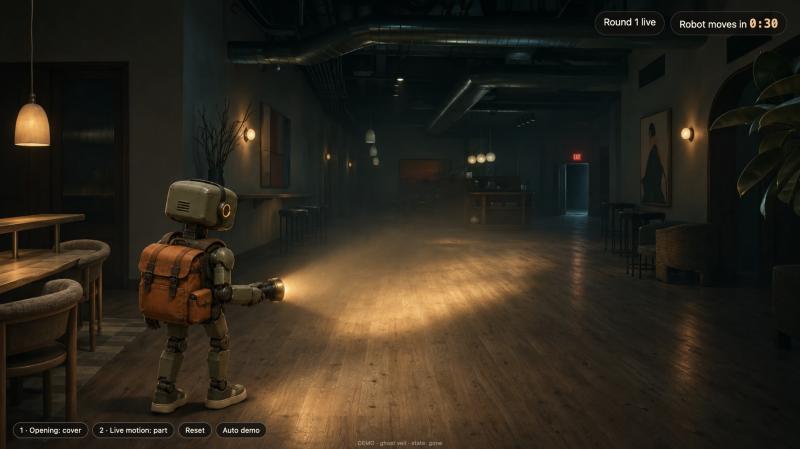 Round 1 live
Robot moves in 0:30
EXIT
1 · Opening: cover
2 · Live motion: part
Reset
Auto demo
DEMO · ghost veil · state: gone